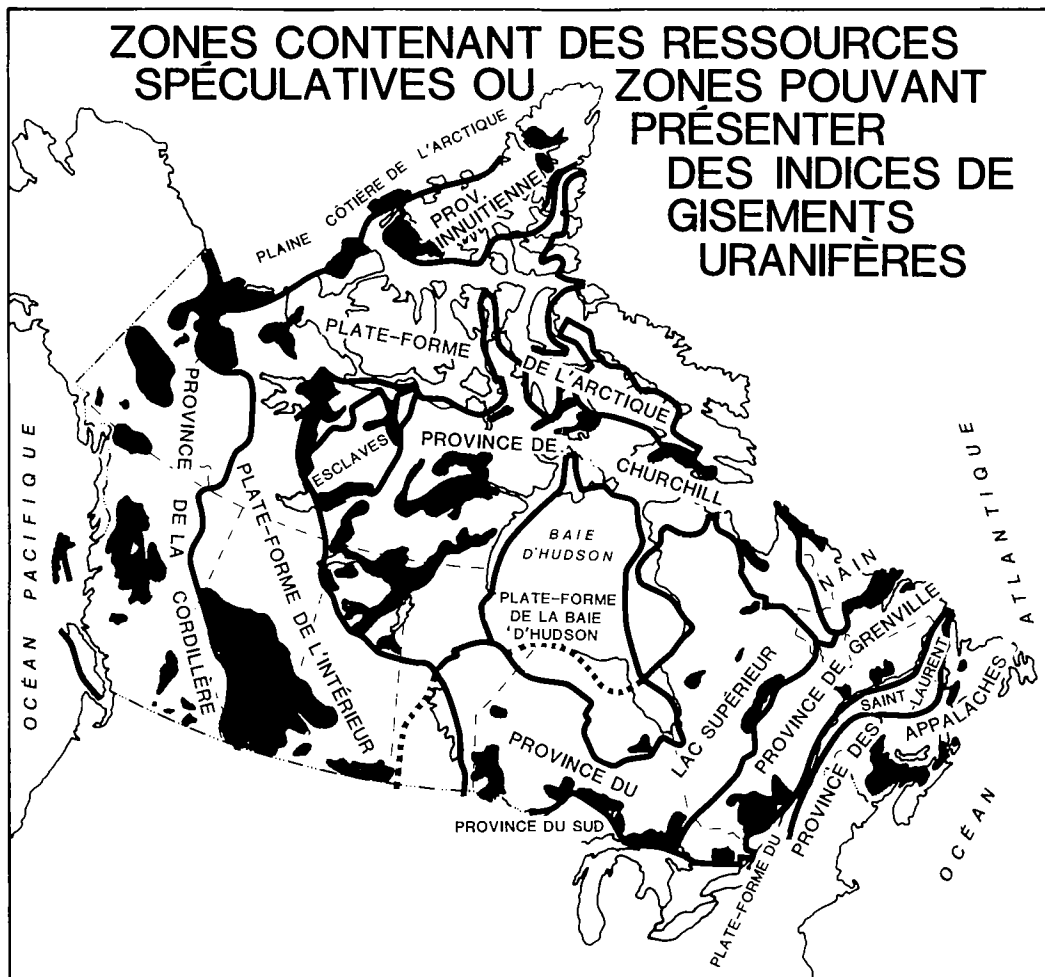 ZONES CONTENANT DES RESSOURCES
SPÉCULATIVES OU ZONES POUVANT
PRÉSENTER
DES INDICES DE
GISEMENTS
URANIFÈRES
PLAINE CÔTIÈRE DE L'ARCTIQUE
PROV.
INNUITIENNE
PLATE-FORME
DE L'ARCTIQUE
PROVINCE DE LA CORDILLÈRE
PLATE-FORME DE L'INTÉRIEUR
ESCLAVES
PROVINCE DE
CHURCHILL
BAIE
D'HUDSON
PLATE-FORME
DE LA BAIE
D'HUDSON
NAIN
PROVINCE DE GRENVILLE
PROVINCE DU
LAC SUPÉRIEUR
PROVINCE DU SUD
PLATE-FORME DU
SAINT
-LAURENT
PROVINCE DES
APPALACHES
OCÉAN PACIFIQUE
OCÉAN
ATLANTIQUE